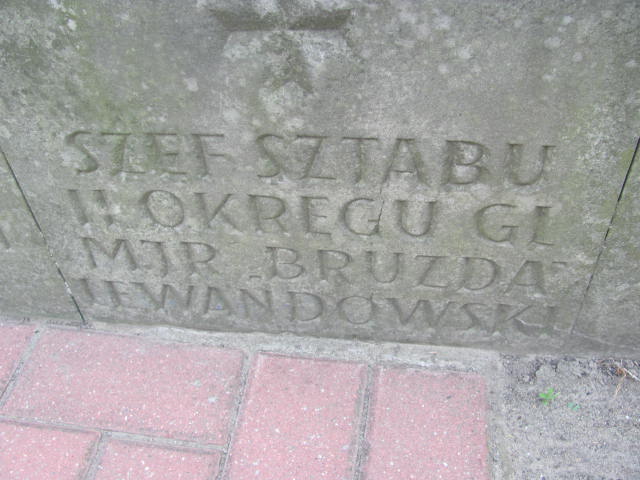 SZEF SZTABU
II OKRĘGU GL
MJR „BRUZDA”
LEWANDOWSKI